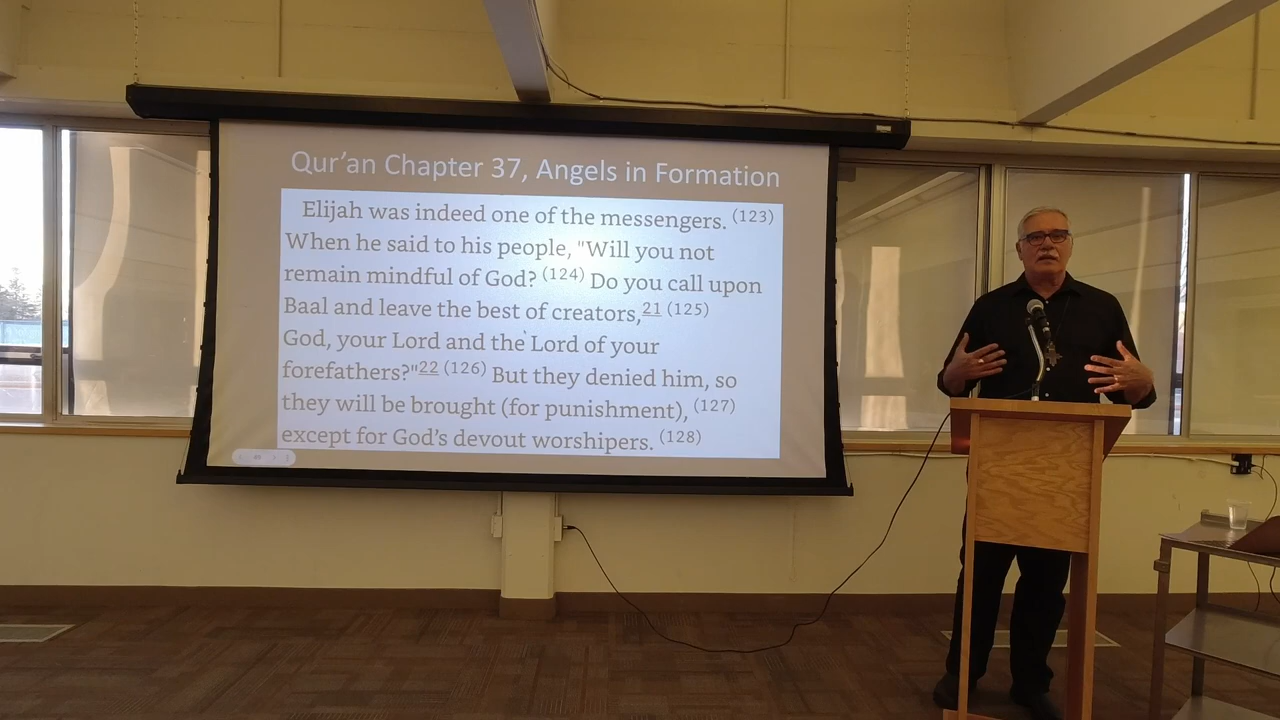 Qur’an Chapter 37, Angels in Formation
Elijah was indeed one of the messengers. (123)
When he said to his people, "Will you not
remain mindful of God? (124) Do you call upon
Baal and leave the best of creators,21 (125)
God, your Lord and the Lord of your
forefathers?"22 (126) But they denied him, so
they will be brought (for punishment), (127)
except for God’s devout worshipers. (128)